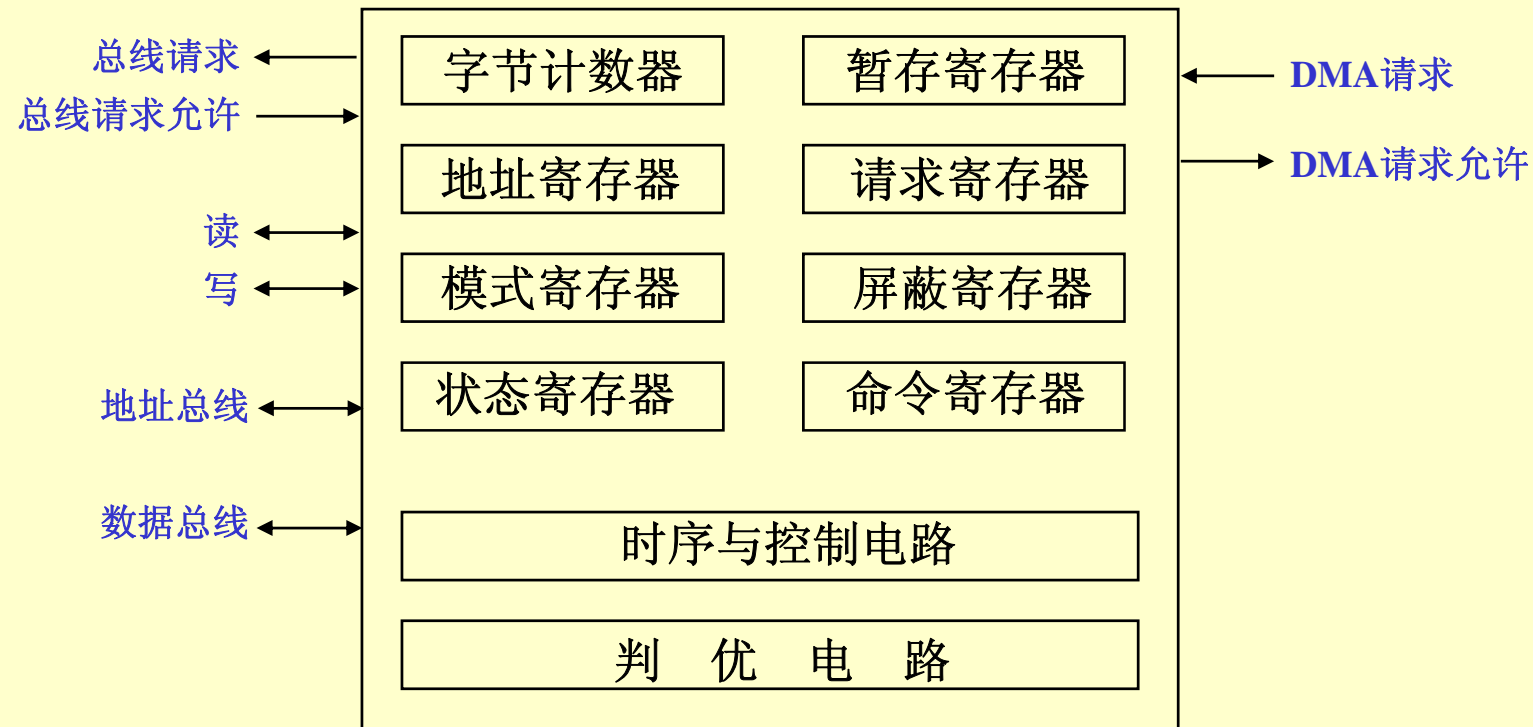 总线请求
总线请求允许
读
写
地址总线
数据总线
字节计数器
暂存寄存器
地址寄存器
请求寄存器
模式寄存器
屏蔽寄存器
状态寄存器
命令寄存器
时序与控制电路
判 优 电 路
DMA请求
DMA请求允许